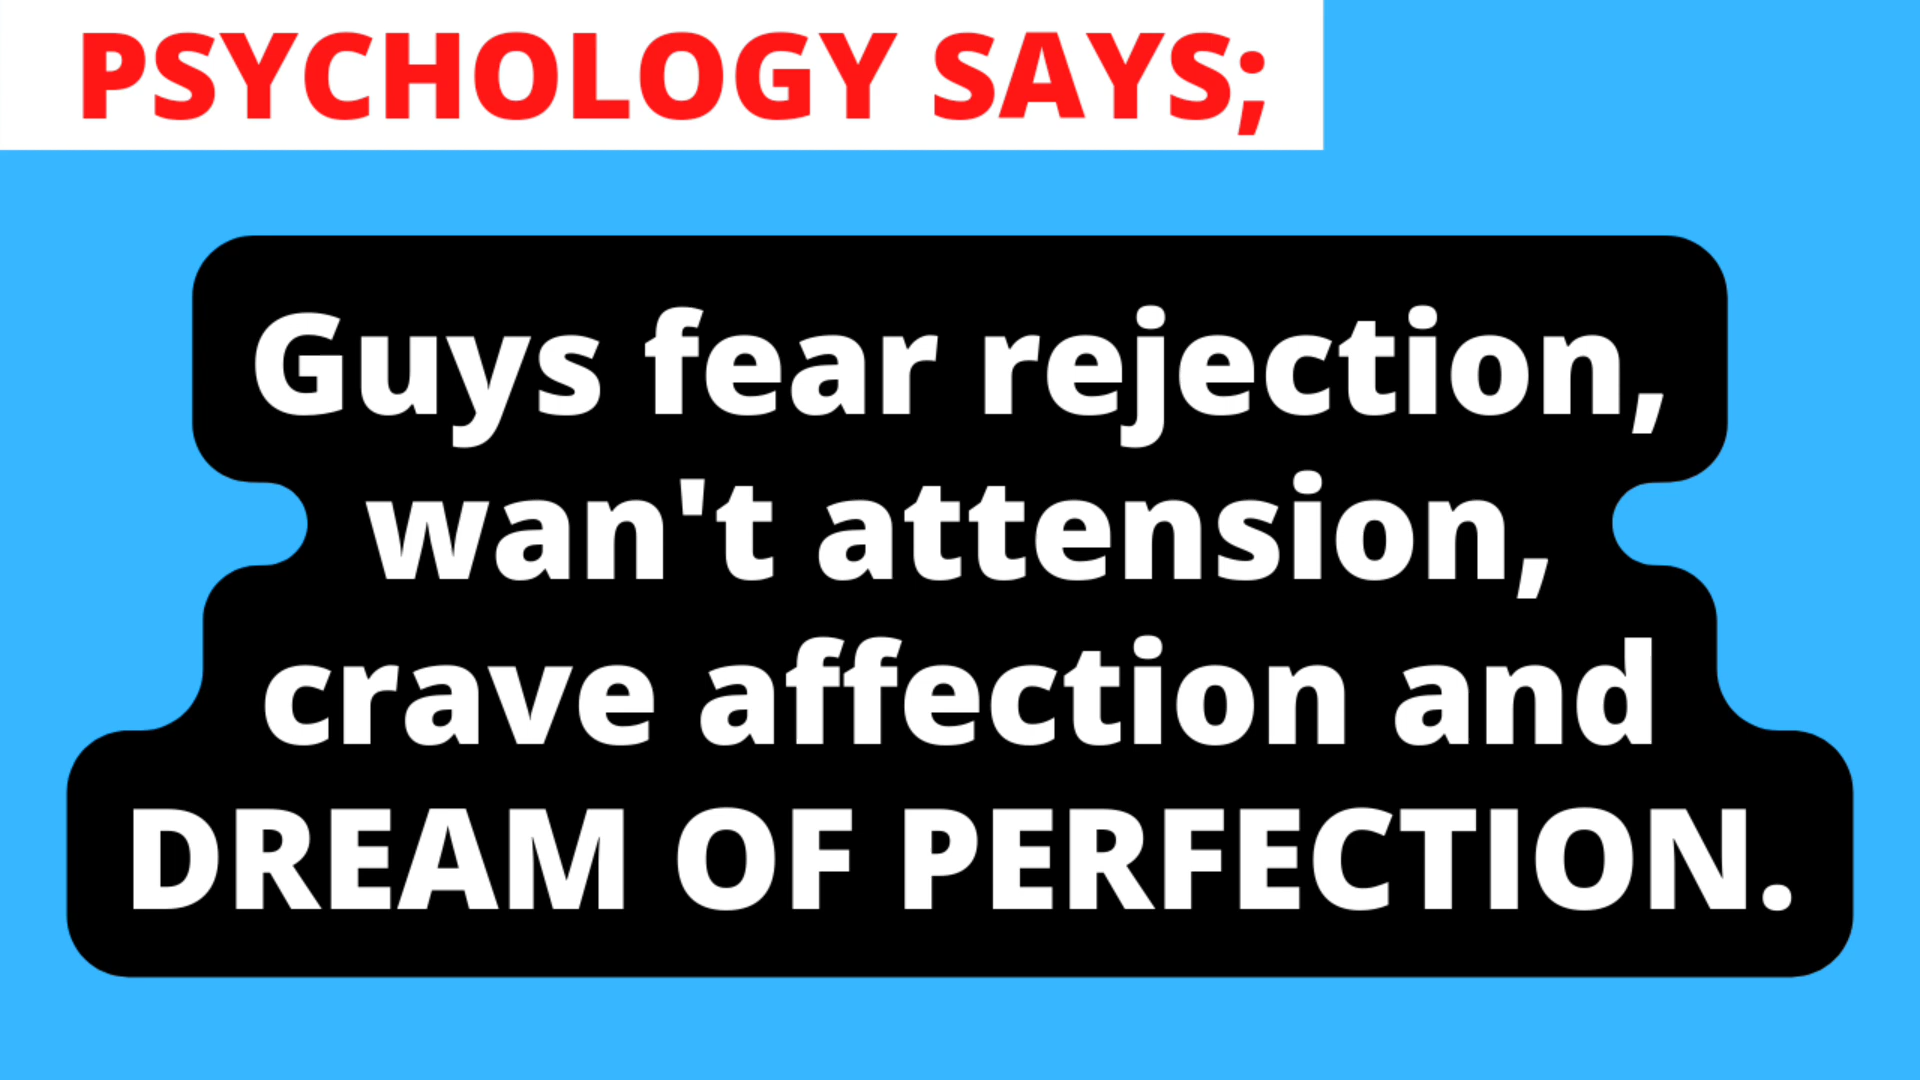 PSYCHOLOGY SAYS;
Guys fear rejection,
wan't attension,
crave affection and
DREAM OF PERFECTION.